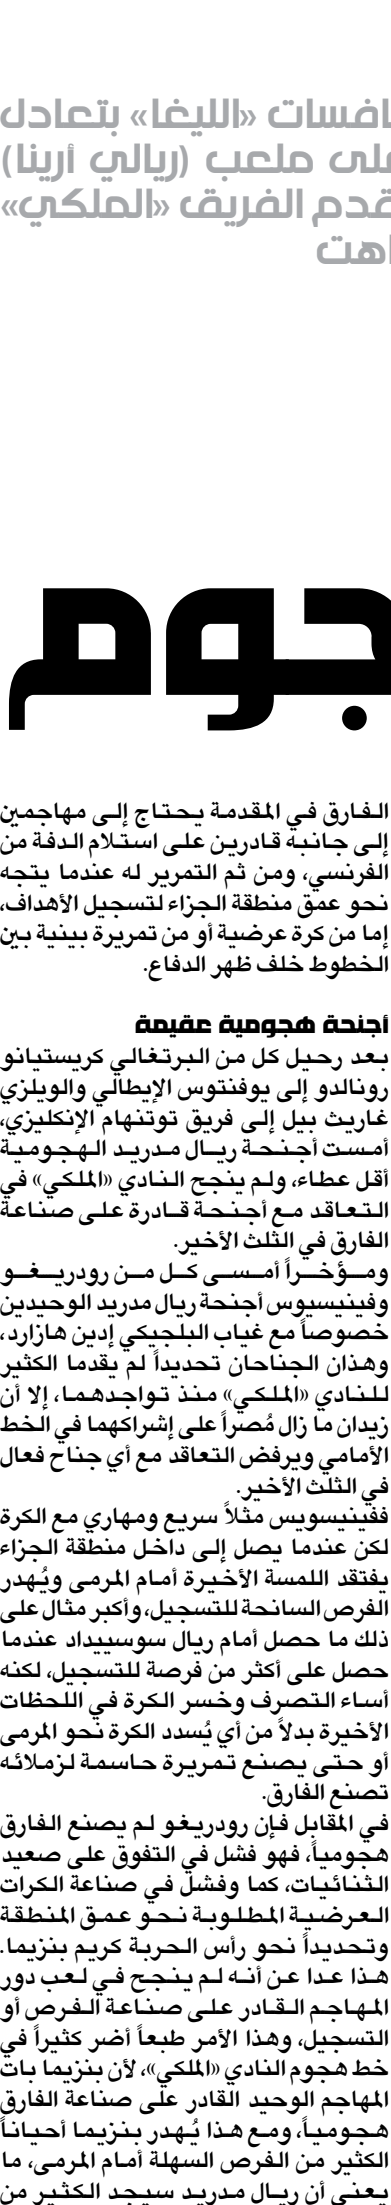 افسات «الليغا» بتعادل
لى ملعب (ريالي أرينا)
قدم الفريق «الملكي»
اهت
جوم
الفارق في المقدمة يحتاج إلى مهاجمين
إلى جانبه قادرين على استلام الدفة من
الفرنسي، ومن ثم التمرير له عندما يتجه
نحو عمق منطقة الجزاء لتسجيل الأهداف،
إما من كرة عرضية أو من تمريرة بينية بين
الخطوط خلف ظهر الدفاع.
أجنحة هجومية عقيمة
بعد رحيل كل من البرتغالي كريستيانو
رونالدو إلى يوفنتوس الإيطالي والويلزي
غاريث بيل إلى فريق توتنهام الإنكليزي،
أمست أجنحة ريال مدريد الهجومية
أقل عطاء، ولم ينجح النادي «الملكي» في
التعاقد مع أجنحة قادرة على صناعة
الفارق في الثلث الأخير.
ومؤخراً أمسى كل من رودريغو
وفينيسيوس أجنحة ريال مدريد الوحيدين
خصوصاً مع غياب البلجيكي إدين هازارد،
وهذان الجناحان تحديداً لم يقدما الكثير
للنادي «الملكي» منذ تواجدهما، إلا أن
زيدان ما زال مُصراً على إشراكهما في الخط
الأمامي ويرفض التعاقد مع أي جناح فعال
في الثلث الأخير.
ففينيسويس مثلاً سريع ومهاري مع الكرة
لكن عندما يصل إلى داخل منطقة الجزاء
يفتقد اللمسة الأخيرة أمام المرمى ويُهدر
الفرص السانحة للتسجيل، وأكبر مثال على
ذلك ما حصل أمام ريال سوسييداد عندما
حصل على أكثر من فرصة للتسجيل، لكنه
أساء التصرف وخسر الكرة في اللحظات
الأخيرة بدلاً من أي يُسدد الكرة نحو المرمى
أو حتى يصنع تمريرة حاسمة لزملائه
تصنع الفارق.
في المقابل فإن رودريغو لم يصنع الفارق
هجومياً، فهو فشل في التفوق على صعيد
الثنائيات، كما وفشل في صناعة الكرات
العرضية المطلوبة نحو عمق المنطقة
وتحديداً نحو رأس الحربة كريم بنزيما.
هذا عدا عن أنه لم ينجح في لعب دور
المهاجم القادر على صناعة الفرص أو
التسجيل، وهذا الأمر طبعاً أضر كثيراً في
خط هجوم النادي «الملكي»، لأن بنزيما بات
المهاجم الوحيد القادر على صناعة الفارق
هجومياً، ومع هذا يُهدر بنزيما أحياناً
الكثير من الفرص السهلة أمام المرمى، ما
يعني أن ريال مدريد سيجد الكثير من